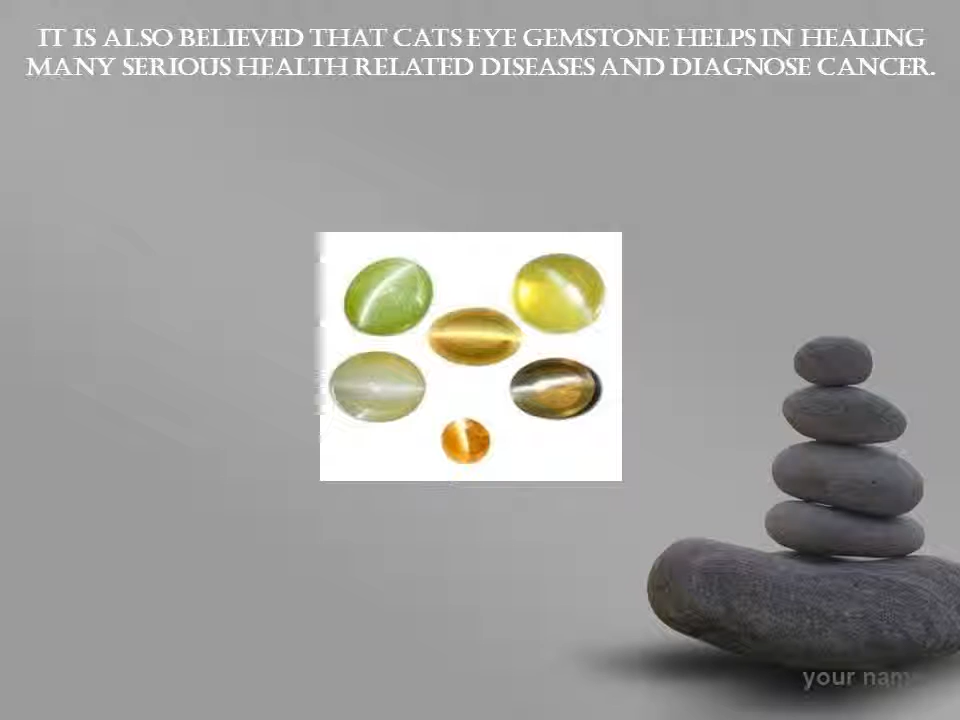 IT IS ALSO BELIEVED THAT CATS EYE GEMSTONE HELPS IN HEALING
MANY SERIOUS HEALTH RELATED DISEASES AND DIAGNOSE CANCER.
your name